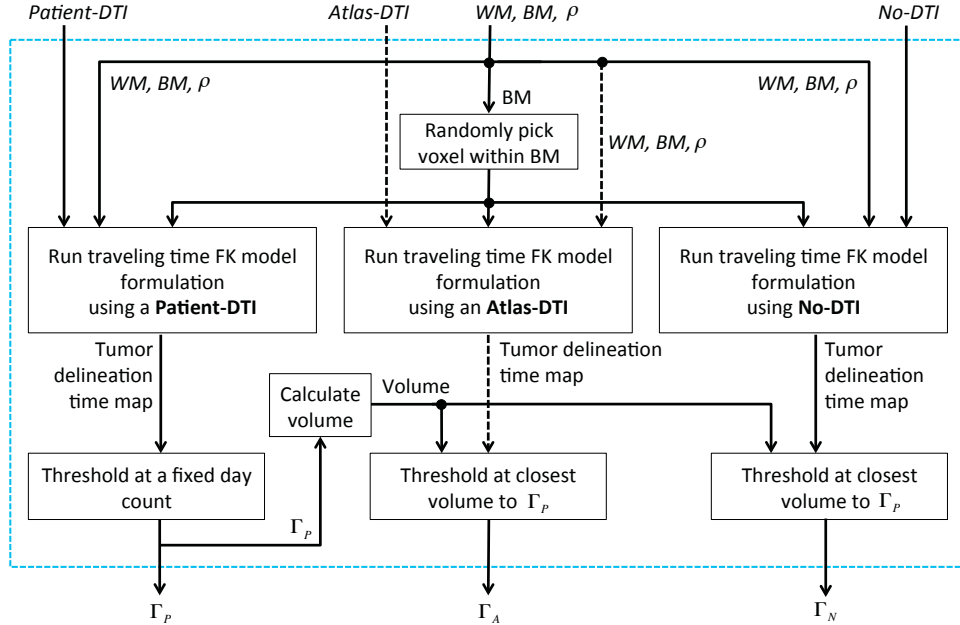 Patient-DTI
Atlas-DTI
WM, BM, ρ
No-DTI
WM, BM, ρ
BM
WM, BM, ρ
Randomly pick
voxel within BM
WM, BM, ρ
Run traveling time FK model
formulation
using a Patient-DTI
Run traveling time FK model
formulation
using an Atlas-DTI
Run traveling time FK model
formulation
using No-DTI
Tumor
delineation
time map
Calculate
volume
Volume
Tumor delineation
time map
Tumor
delineation
time map
Threshold at a fixed day
count
Threshold at closest
volume to Γ_P
Threshold at closest
volume to Γ_P
Γ_P
Γ_P
Γ_A
Γ_N